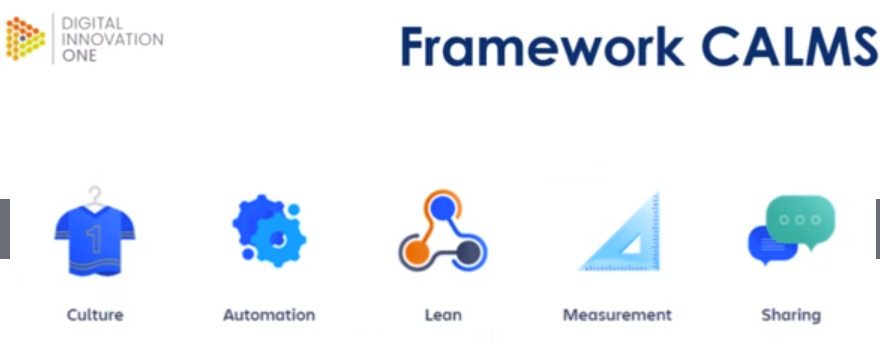 DIGITAL
INNOVATION
ONE
Framework CALMS
1
Culture
Automation
Lean
Measurement
Sharing